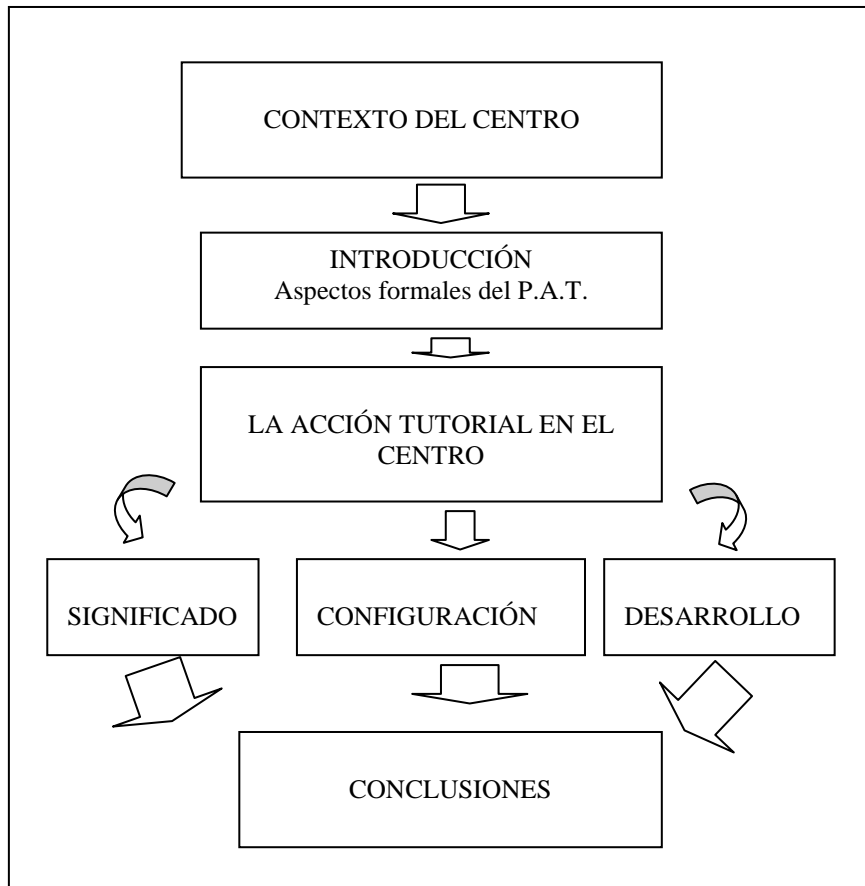 CONTEXTO DEL CENTRO
INTRODUCCIÓN
Aspectos formales del P.A.T.
LA ACCIÓN TUTORIAL EN EL
CENTRO
SIGNIFICADO
CONFIGURACIÓN
DESARROLLO
CONCLUSIONES